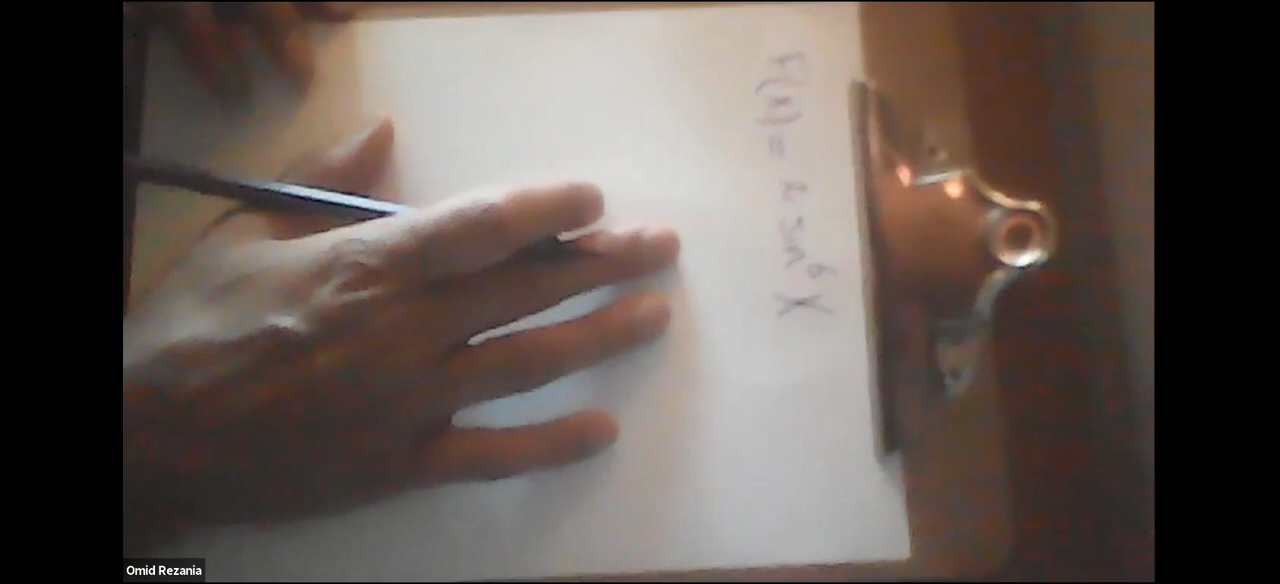 F(x) = 2 sin⁶ x
Omid Rezania